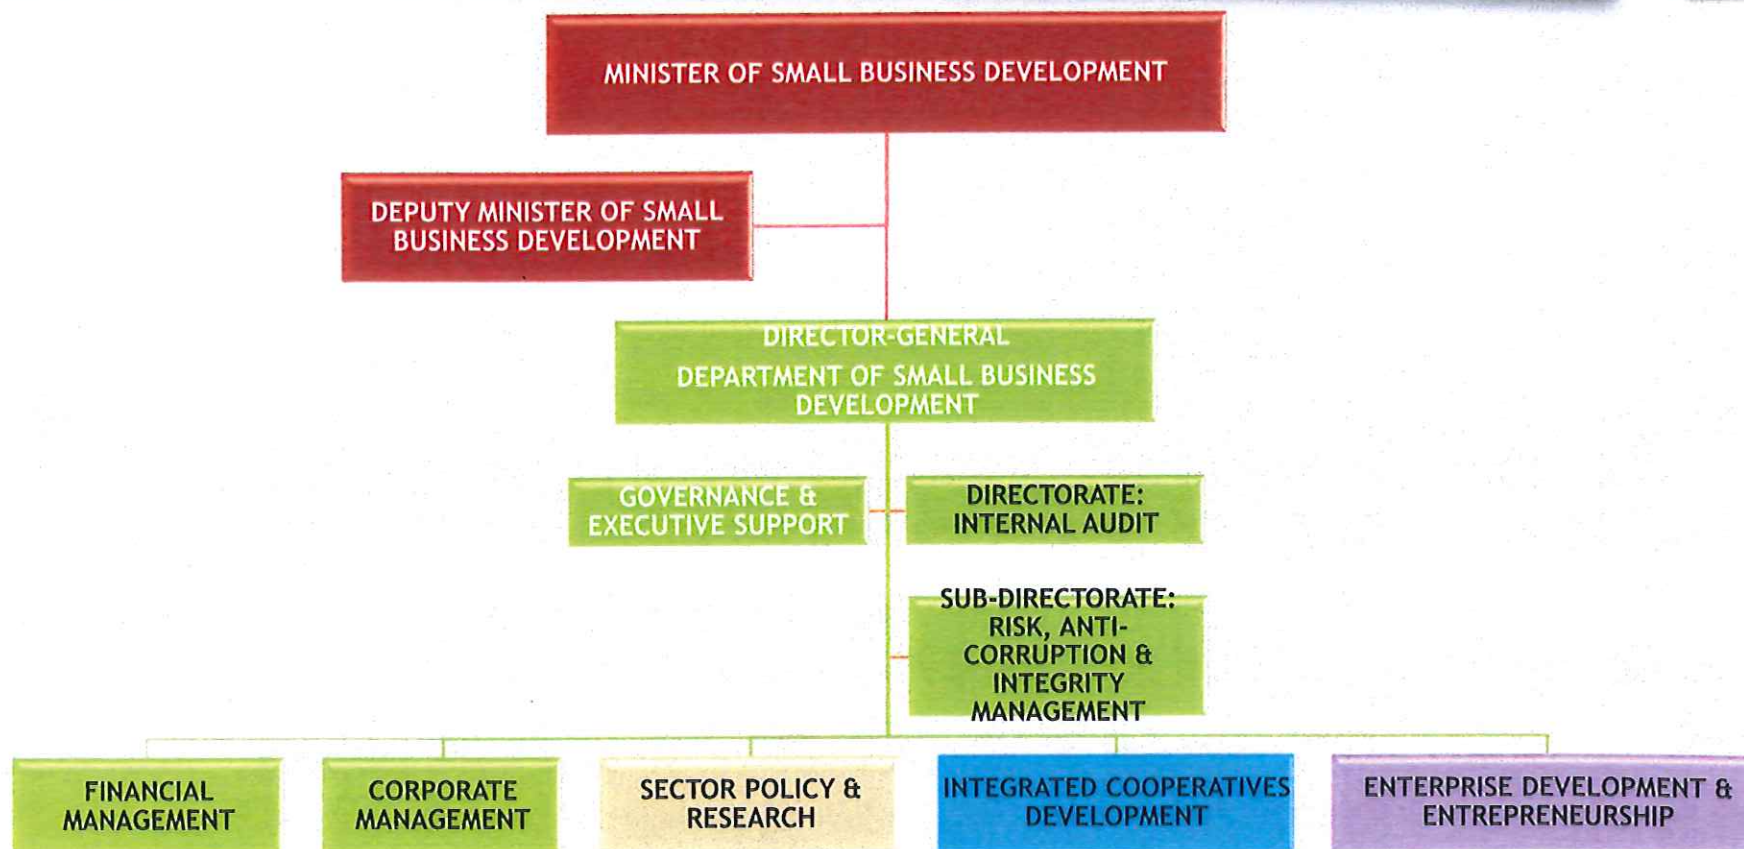 MINISTER OF SMALL BUSINESS DEVELOPMENT
DEPUTY MINISTER OF SMALL
BUSINESS DEVELOPMENT
DIRECTOR-GENERAL
DEPARTMENT OF SMALL BUSINESS
DEVELOPMENT
GOVERNANCE &
EXECUTIVE SUPPORT
DIRECTORATE:
INTERNAL AUDIT
SUB-DIRECTORATE:
RISK, ANTI-
CORRUPTION &
INTEGRITY
MANAGEMENT
FINANCIAL
MANAGEMENT
CORPORATE
MANAGEMENT
SECTOR POLICY &
RESEARCH
INTEGRATED COOPERATIVES
DEVELOPMENT
ENTERPRISE DEVELOPMENT &
ENTREPRENEURSHIP